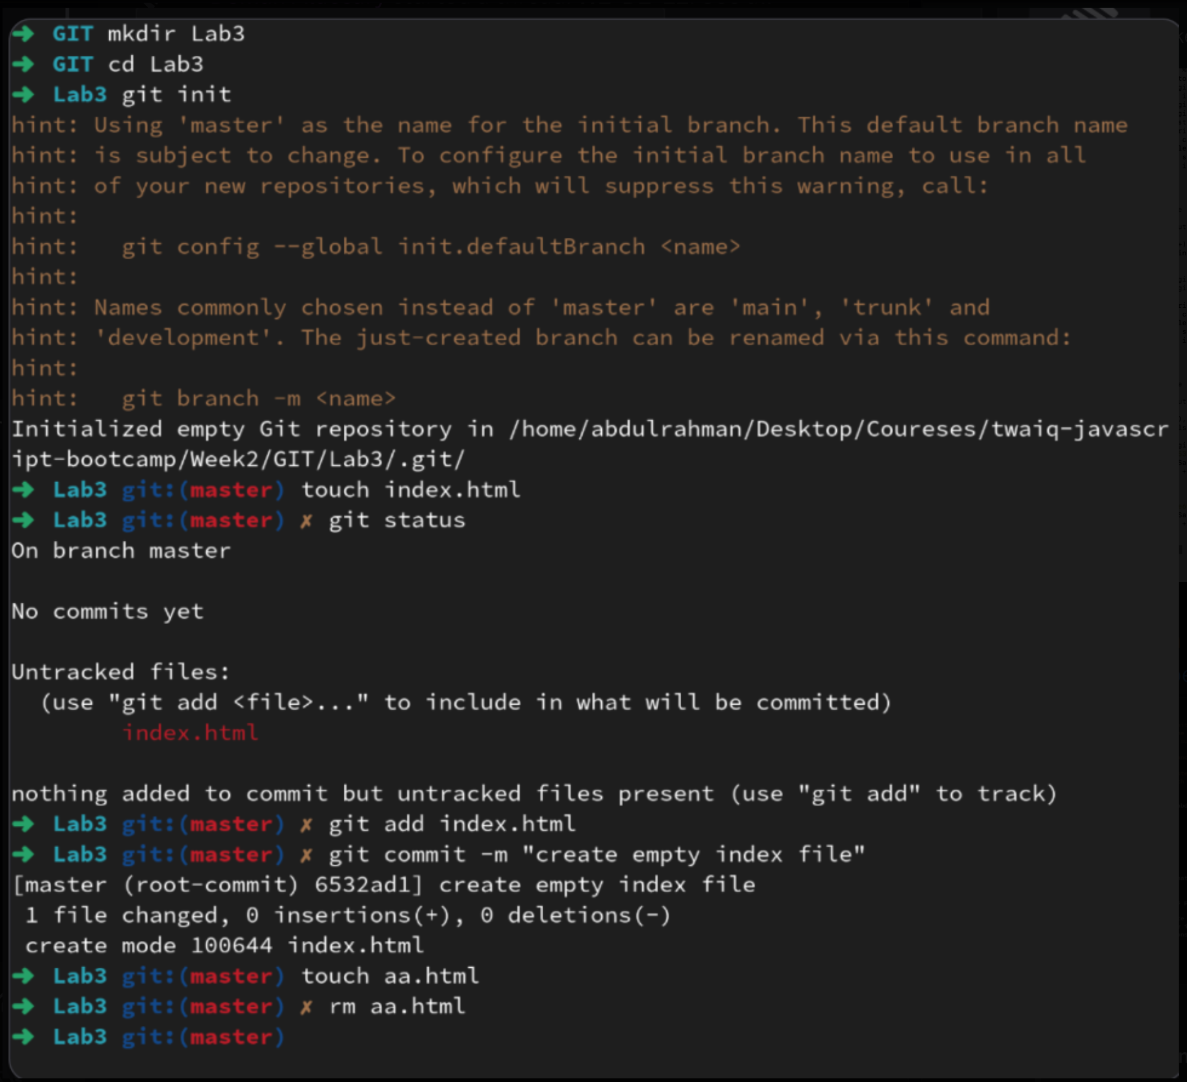 ➜ GIT mkdir Lab3
➜ GIT cd Lab3
➜ Lab3 git init
hint: Using 'master' as the name for the initial branch. This default branch name
hint: is subject to change. To configure the initial branch name to use in all
hint: of your new repositories, which will suppress this warning, call:
hint:
hint:   git config --global init.defaultBranch <name>
hint:
hint: Names commonly chosen instead of 'master' are 'main', 'trunk' and
hint: 'development'. The just-created branch can be renamed via this command:
hint:
hint:   git branch -m <name>
Initialized empty Git repository in /home/abdulrahman/Desktop/Coureses/twaiq-javascr
ipt-bootcamp/Week2/GIT/Lab3/.git/
➜ Lab3 git:(master) touch index.html
➜ Lab3 git:(master) ✗ git status
On branch master

No commits yet

Untracked files:
  (use "git add <file>..." to include in what will be committed)
        index.html

nothing added to commit but untracked files present (use "git add" to track)
➜ Lab3 git:(master) ✗ git add index.html
➜ Lab3 git:(master) ✗ git commit -m "create empty index file"
[master (root-commit) 6532ad1] create empty index file
 1 file changed, 0 insertions(+), 0 deletions(-)
 create mode 100644 index.html
➜ Lab3 git:(master) touch aa.html
➜ Lab3 git:(master) ✗ rm aa.html
➜ Lab3 git:(master)